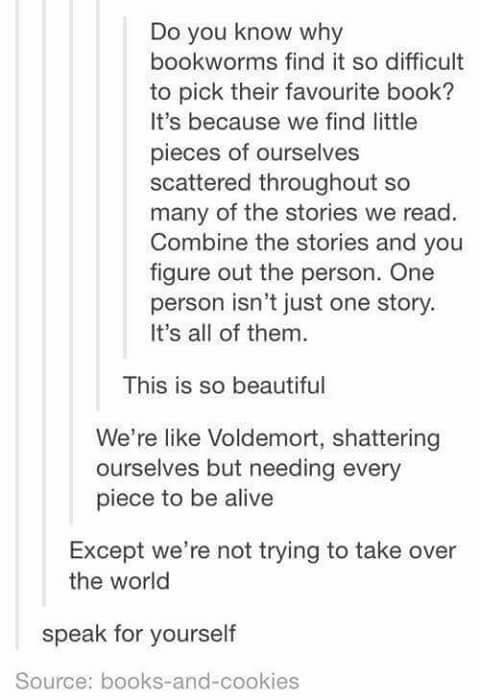 Do you know why
bookworms find it so difficult
to pick their favourite book?
It's because we find little
pieces of ourselves
scattered throughout so
many of the stories we read.
Combine the stories and you
figure out the person. One
person isn't just one story.
It's all of them.
This is so beautiful
We're like Voldemort, shattering
ourselves but needing every
piece to be alive
Except we're not trying to take over
the world
speak for yourself
Source: books-and-cookies